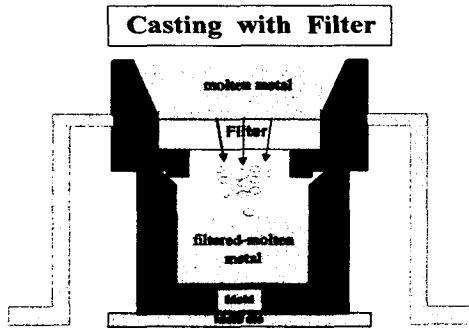 Casting with Filter
molten metal
Filter
filtered-molten
metal
Mold